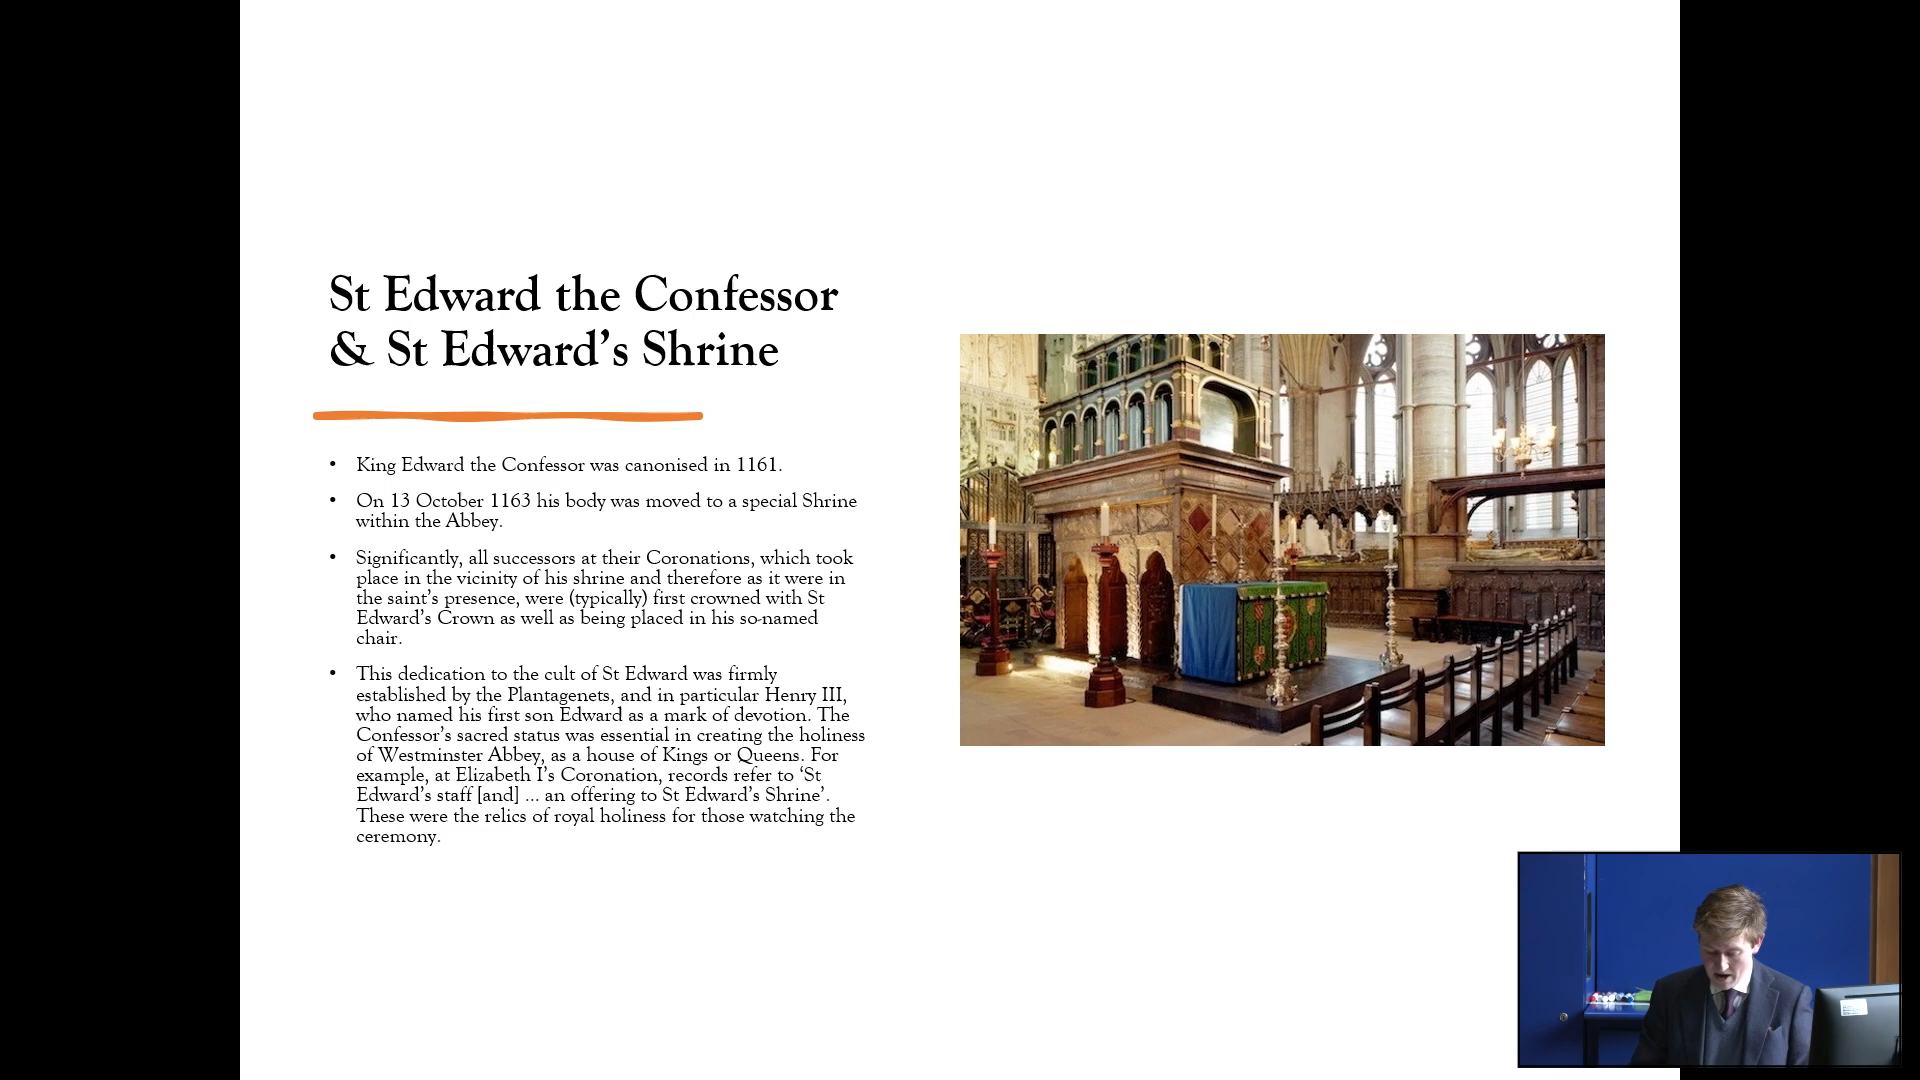 St Edward the Confessor
& St Edward’s Shrine
• King Edward the Confessor was canonised in 1161.
• On 13 October 1163 his body was moved to a special Shrine
within the Abbey.
• Significantly, all successors at their Coronations, which took
place in the vicinity of his shrine and therefore as it were in
the saint’s presence, were (typically) first crowned with St
Edward’s Crown as well as being placed in his so-named
chair.
• This dedication to the cult of St Edward was firmly
established by the Plantagenets, and in particular Henry III,
who named his first son Edward as a mark of devotion. The
Confessor’s sacred status was essential in creating the holiness
of Westminster Abbey, as a house of Kings or Queens. For
example, at Elizabeth I’s Coronation, records refer to ‘St
Edward’s staff [and] ... an offering to St Edward’s Shrine’.
These were the relics of royal holiness for those watching the
ceremony.